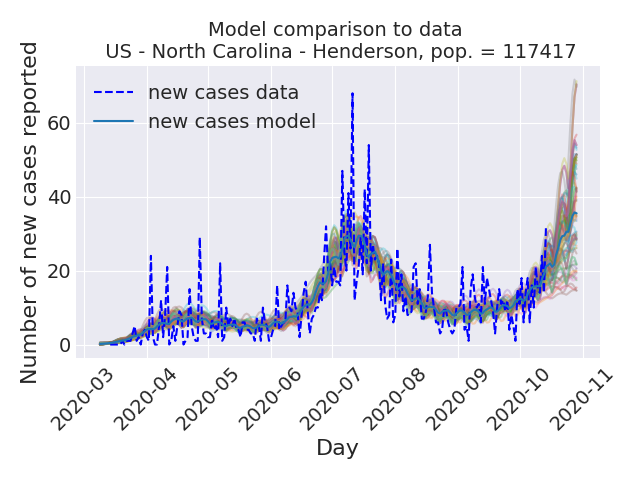 Model comparison to data
US - North Carolina - Henderson, pop. = 117417
Number of new cases reported
new cases data
new cases model
60
40
20
0
2020-03
2020-04
2020-05
2020-06
2020-07
2020-08
2020-09
2020-10
2020-11
Day